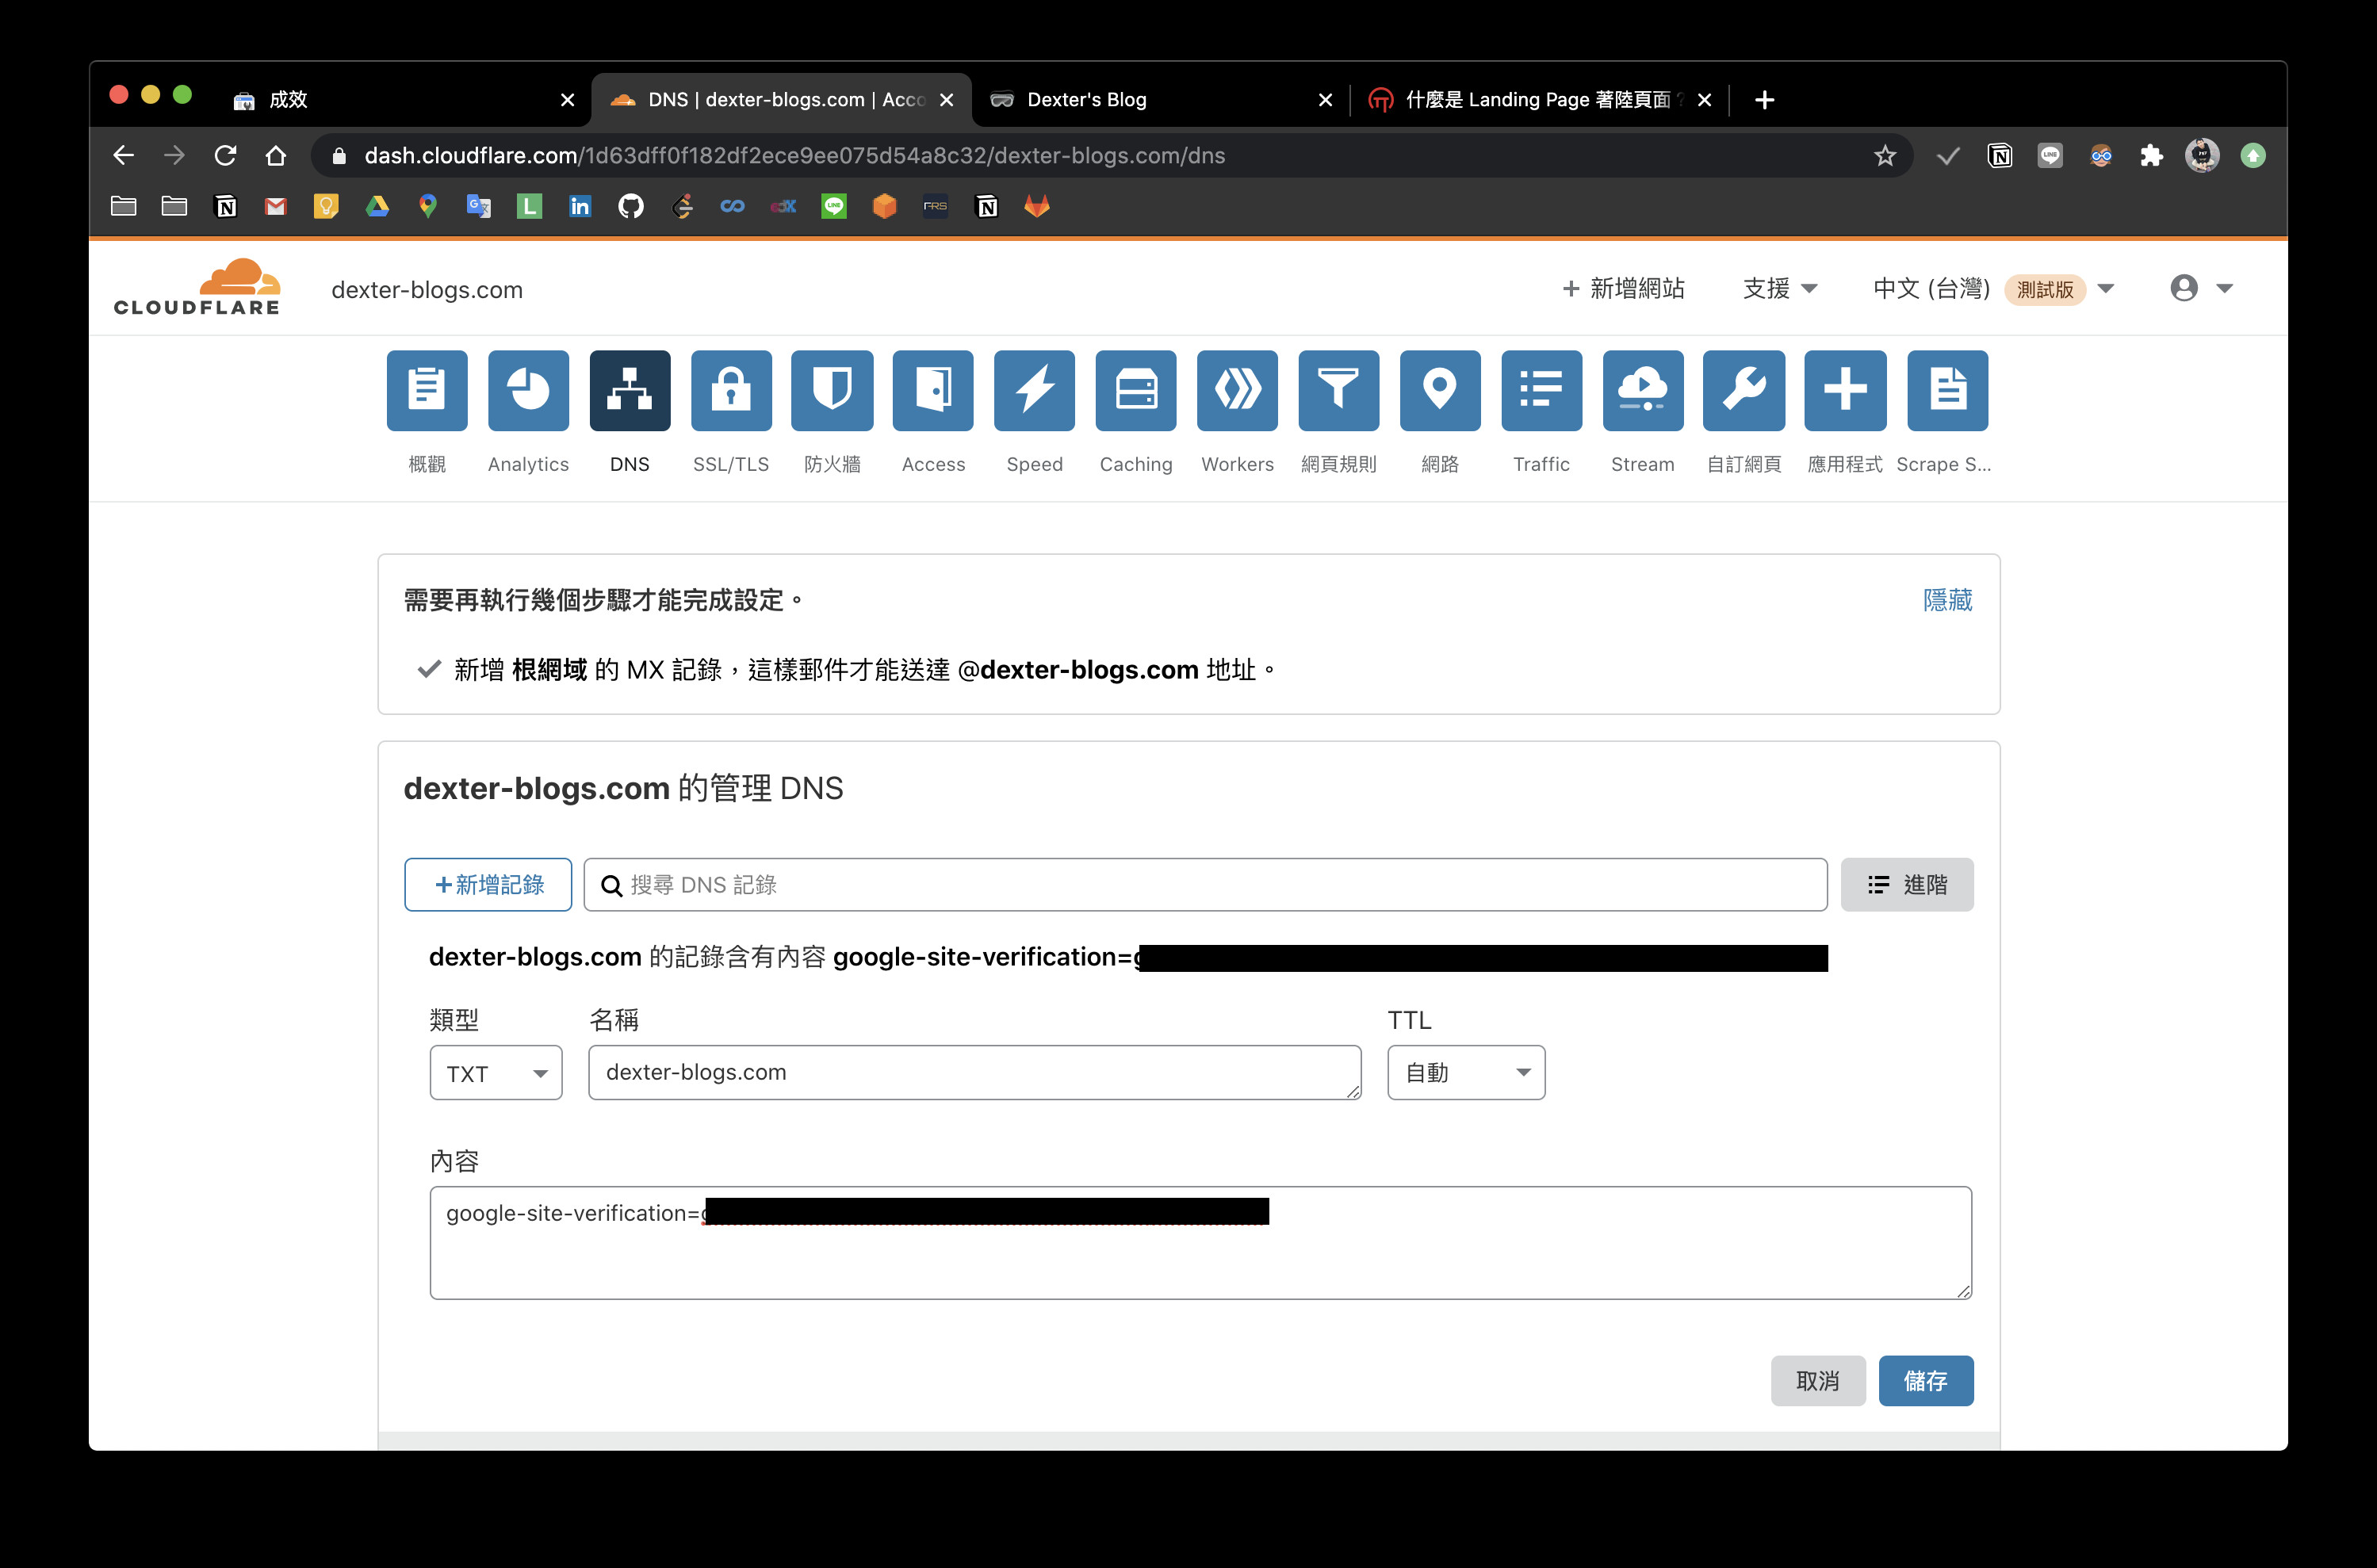 成效
DNS | dexter-blogs.com | Acco
Dexter's Blog
什麼是 Landing Page 著陸頁面?
dash.cloudflare.com/1d63dff0f182df2ece9ee075d54a8c32/dexter-blogs.com/dns
CLOUDFLARE
dexter-blogs.com
+ 新增網站
支援
中文 (台灣) 測試版
概觀
Analytics
DNS
SSL/TLS
防火牆
Access
Speed
Caching
Workers
網頁規則
網路
Traffic
Stream
自訂網頁
應用程式
Scrape S...
需要再執行幾個步驟才能完成設定。
隱藏
新增 根網域 的 MX 記錄，這樣郵件才能送達 @dexter-blogs.com 地址。
dexter-blogs.com 的管理 DNS
+新增記錄
搜尋 DNS 記錄
進階
dexter-blogs.com 的記錄含有內容 google-site-verification=
類型
名稱
TTL
TXT
dexter-blogs.com
自動
內容
google-site-verification=
取消
儲存